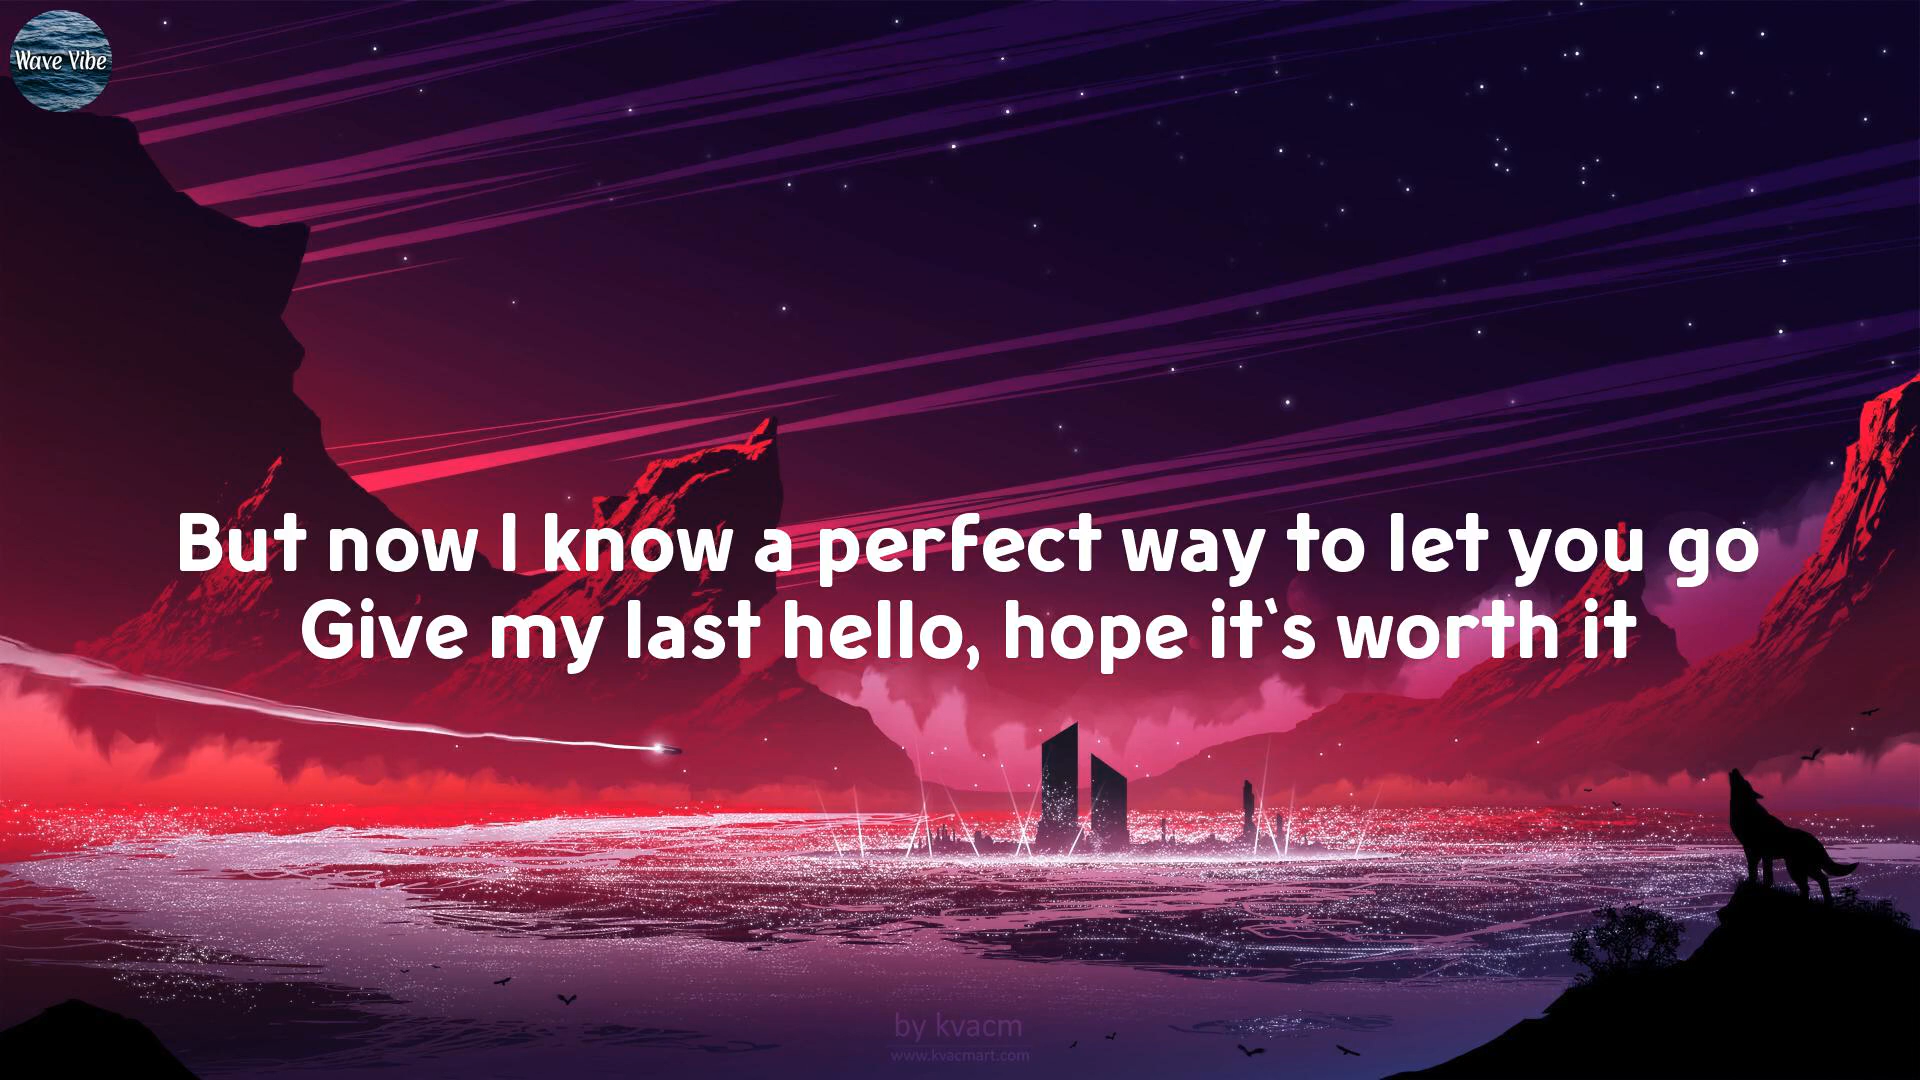 Wave Vibe
But now I know a perfect way to let you go
Give my last hello, hope it`s worth it
by kvacm
www.kvacmart.com